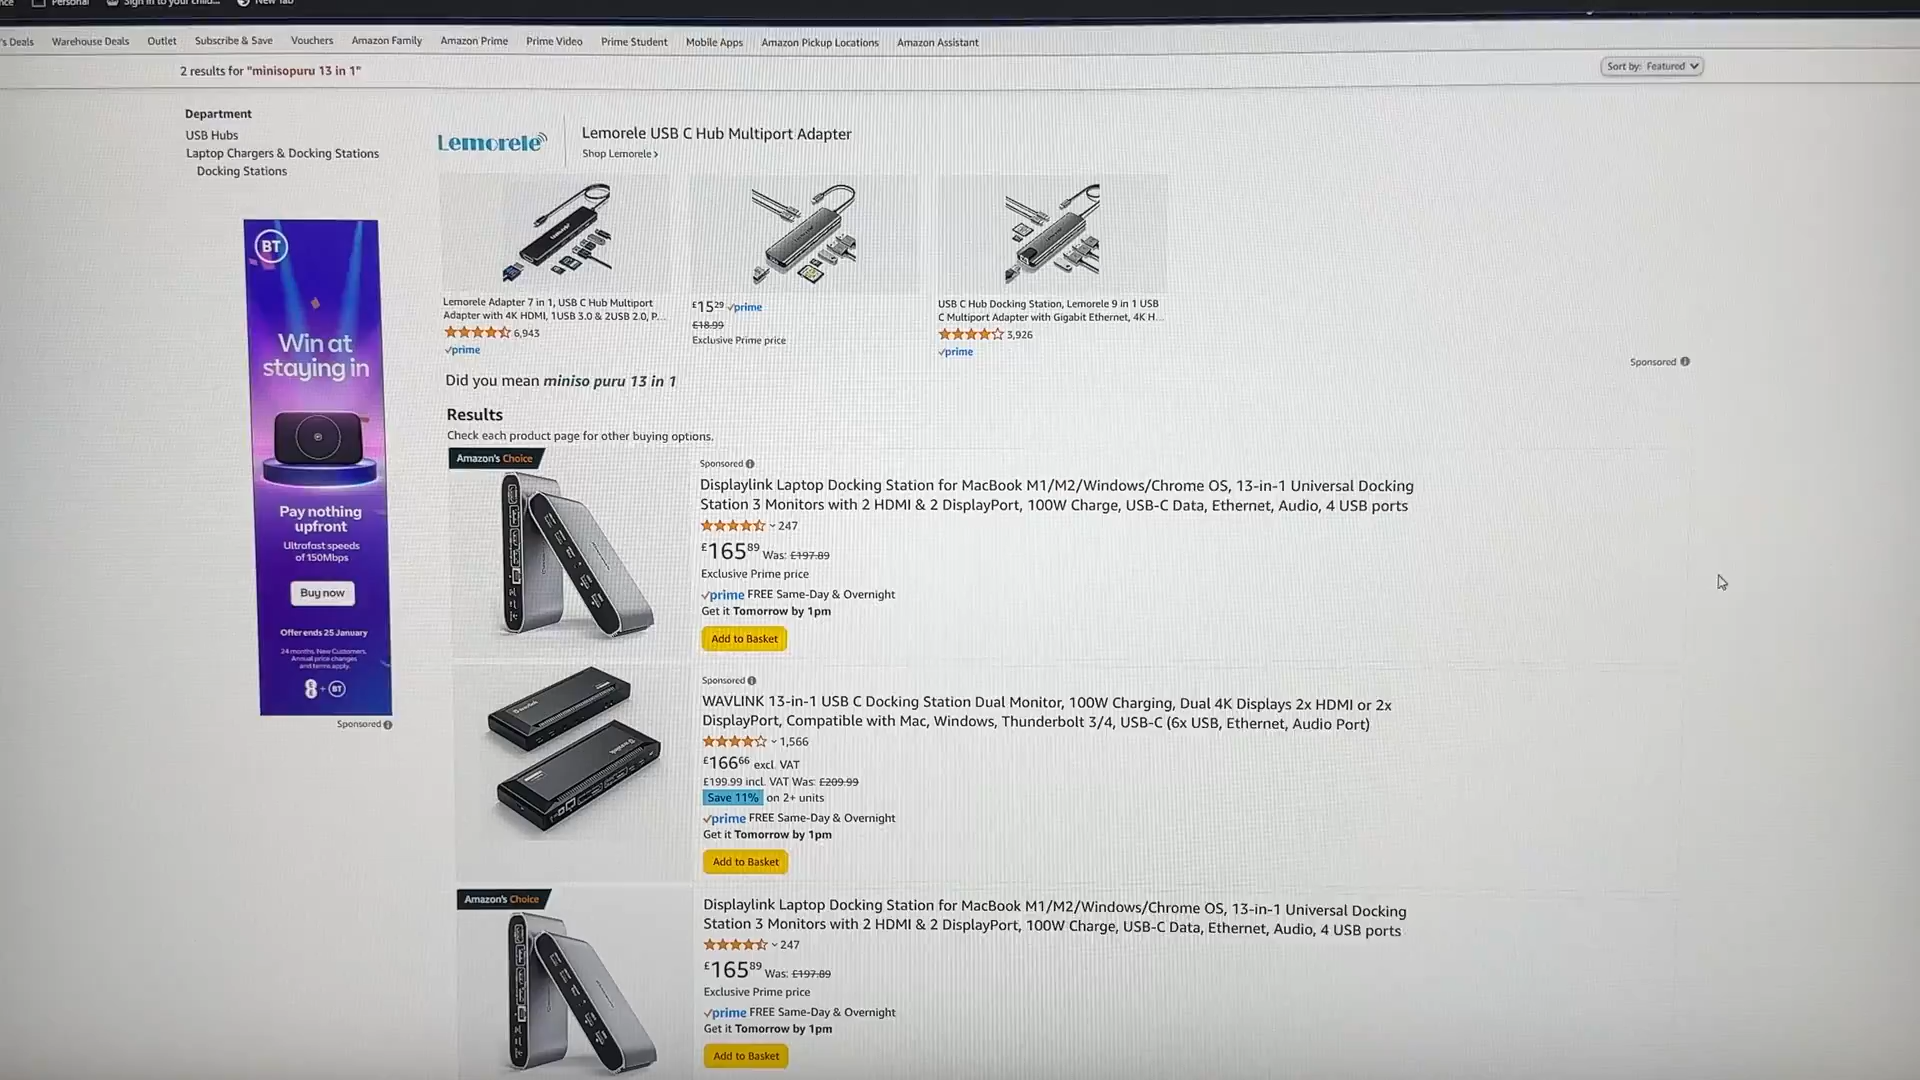 Personal
New Tab
's Deals Warehouse Deals Outlet Subscribe & Save Vouchers Amazon Family Amazon Prime Prime Video Prime Student Mobile Apps Amazon Pickup Locations Amazon Assistant
2 results for "minisopuru 13 in 1"
Sort by: Featured
Department
USB Hubs
Laptop Chargers & Docking Stations
Docking Stations
Lemorele
Lemorele USB C Hub Multiport Adapter
Shop Lemorele ›
Lemorele Adapter 7 in 1, USB C Hub Multiport
Adapter with 4K HDMI, 1USB 3.0 & 2USB 2.0, P...
6,943
prime
£15.29 prime
£18.99
Exclusive Prime price
USB C Hub Docking Station, Lemorele 9 in 1 USB
C Multiport Adapter with Gigabit Ethernet, 4K H...
3,926
prime
Sponsored
BT
Win at
staying in
Pay nothing
upfront
Ultrafast speeds
of 150Mbps
Buy now
Offer ends 25 January
24 months. New Customers.
Annual price changes
and terms apply.
EE + BT
Sponsored
Did you mean miniso puru 13 in 1
Results
Check each product page for other buying options.
Amazon's Choice
Sponsored
Displaylink Laptop Docking Station for MacBook M1/M2/Windows/Chrome OS, 13-in-1 Universal Docking
Station 3 Monitors with 2 HDMI & 2 DisplayPort, 100W Charge, USB-C Data, Ethernet, Audio, 4 USB ports
247
£165.89 Was: £197.89
Exclusive Prime price
prime FREE Same-Day & Overnight
Get it Tomorrow by 1pm
Add to Basket
Sponsored
WAVLINK 13-in-1 USB C Docking Station Dual Monitor, 100W Charging, Dual 4K Displays 2x HDMI or 2x
DisplayPort, Compatible with Mac, Windows, Thunderbolt 3/4, USB-C (6x USB, Ethernet, Audio Port)
1,566
£166.66 excl. VAT
£199.99 incl. VAT Was: £209.99
Save 11% on 2+ units
prime FREE Same-Day & Overnight
Get it Tomorrow by 1pm
Add to Basket
Amazon's Choice
Displaylink Laptop Docking Station for MacBook M1/M2/Windows/Chrome OS, 13-in-1 Universal Docking
Station 3 Monitors with 2 HDMI & 2 DisplayPort, 100W Charge, USB-C Data, Ethernet, Audio, 4 USB ports
247
£165.89 Was: £197.89
Exclusive Prime price
prime FREE Same-Day & Overnight
Get it Tomorrow by 1pm
Add to Basket